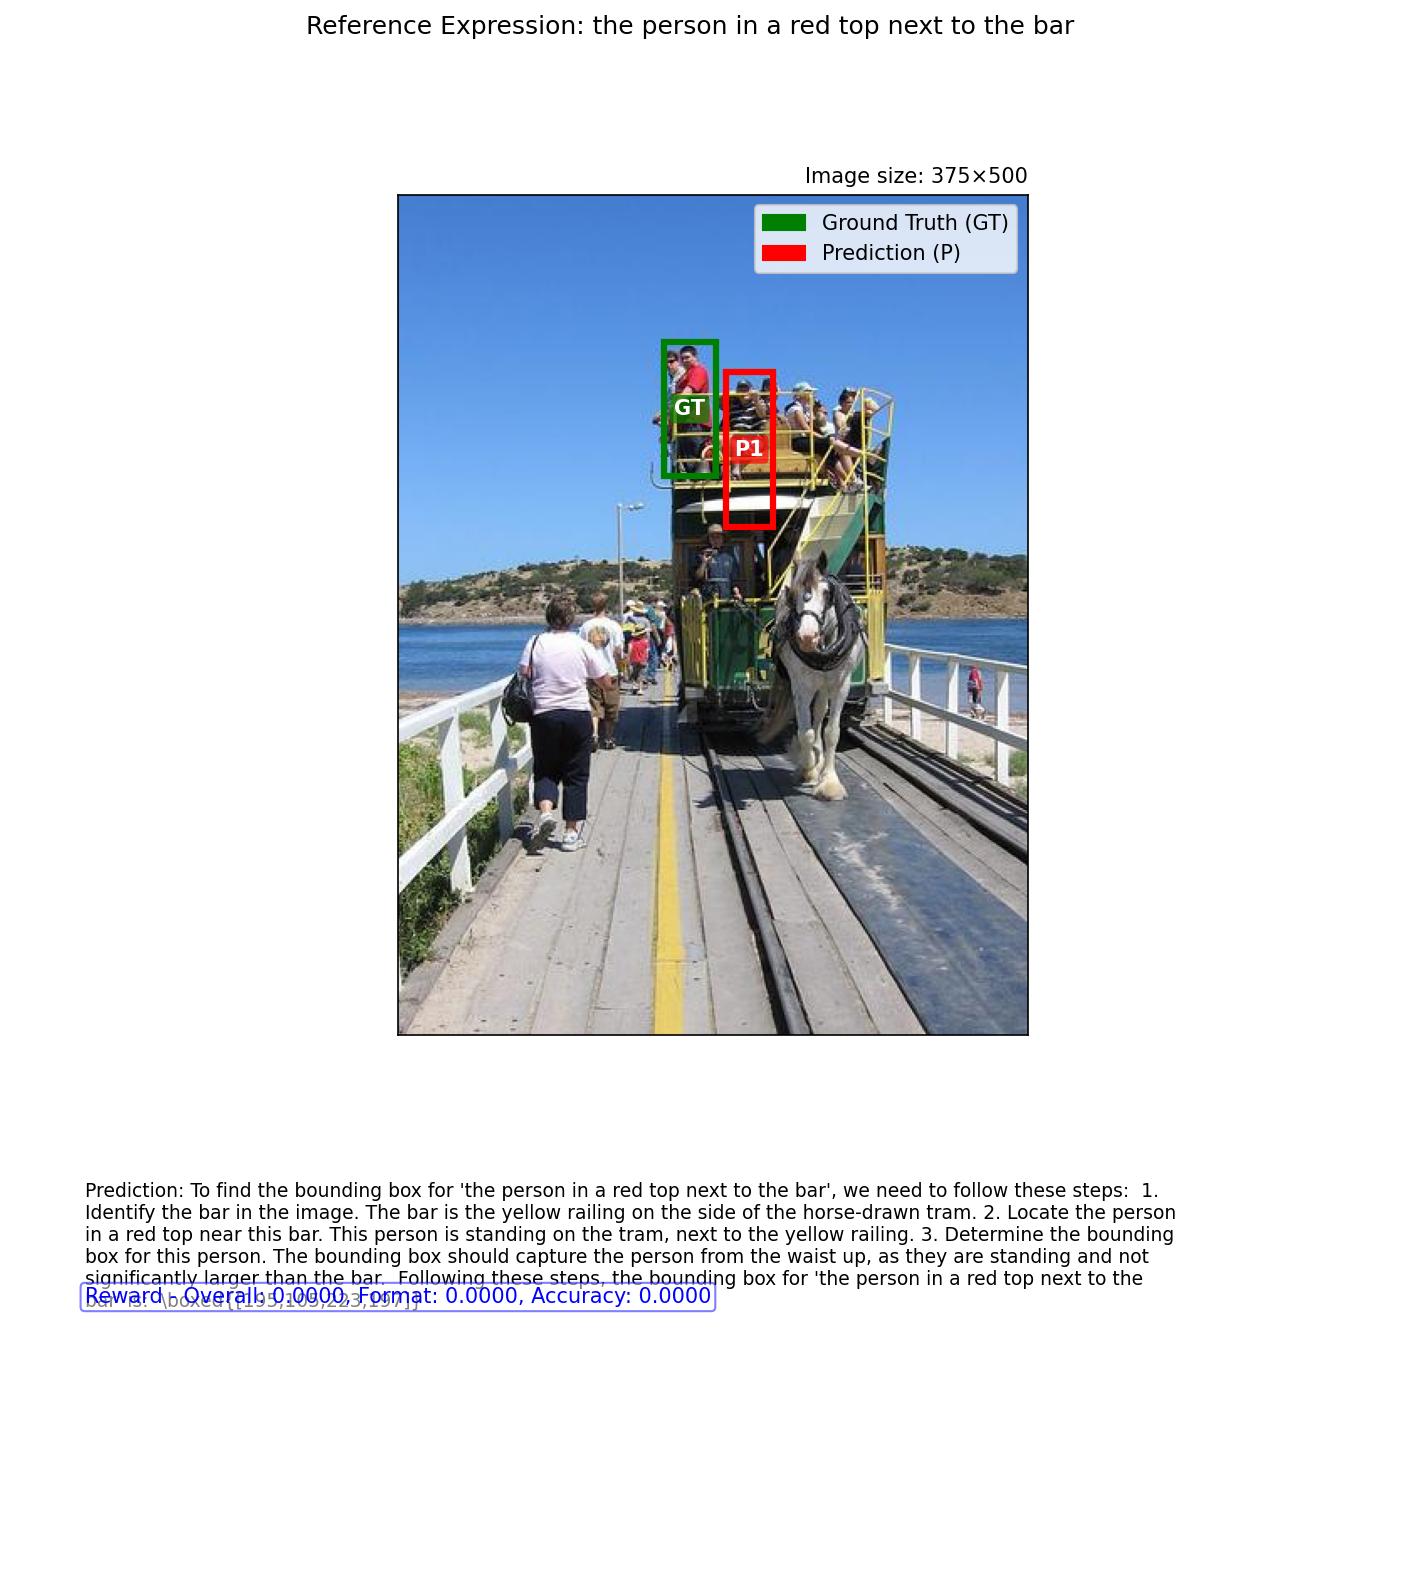 Reference Expression: the person in a red top next to the bar
Image size: 375×500
Ground Truth (GT)
Prediction (P)
GT
P1
Prediction: To find the bounding box for 'the person in a red top next to the bar', we need to follow these steps:  1.
Identify the bar in the image. The bar is the yellow railing on the side of the horse-drawn tram. 2. Locate the person
in a red top near this bar. This person is standing on the tram, next to the yellow railing. 3. Determine the bounding
box for this person. The bounding box should capture the person from the waist up, as they are standing and not
significantly larger than the bar.  Following these steps, the bounding box for 'the person in a red top next to the
bar' is:  \boxed{[195,105,223,197]}
Reward - Overall: 0.0000, Format: 0.0000, Accuracy: 0.0000